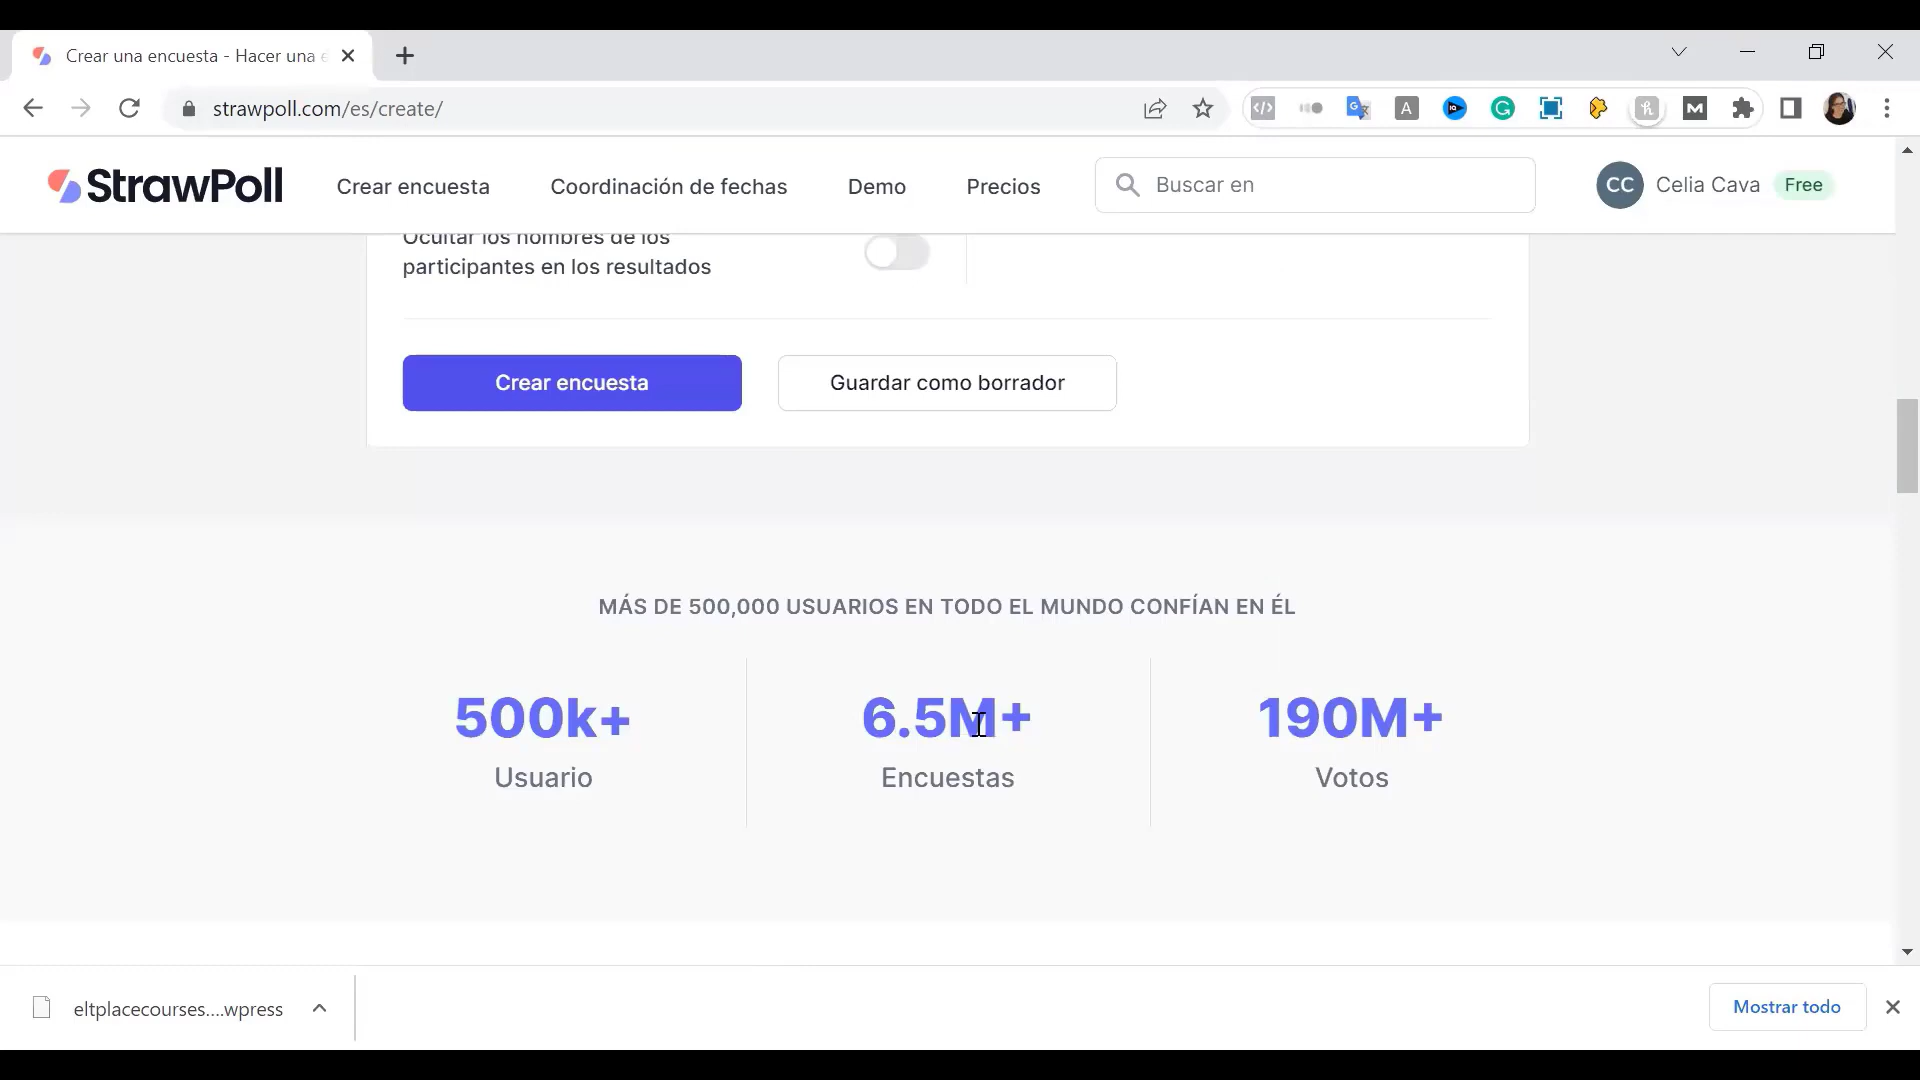 Crear una encuesta - Hacer una e
strawpoll.com/es/create/
StrawPoll
Crear encuesta
Coordinación de fechas
Demo
Precios
Buscar en
CC
Celia Cava
Free
Ocultar los nombres de los
participantes en los resultados
Crear encuesta
Guardar como borrador
MÁS DE 500,000 USUARIOS EN TODO EL MUNDO CONFÍAN EN ÉL
500k+
Usuario
6.5M+
Encuestas
190M+
Votos
eltplacecourses....wpress
Mostrar todo